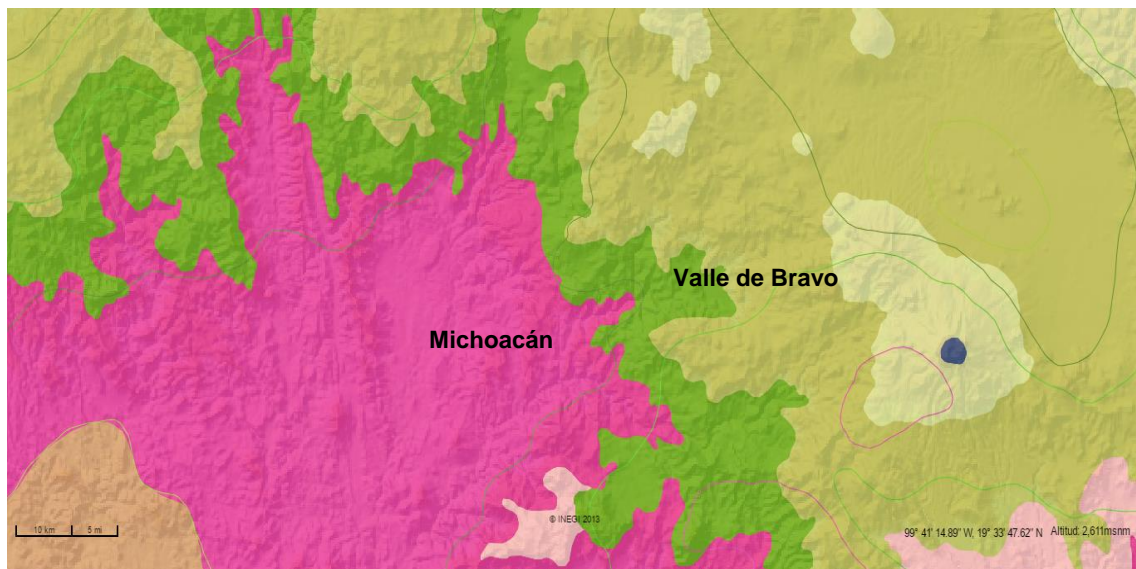 Valle de Bravo
Michoacán
© INEGI 2013
10 km 5 mi
99° 41' 14.89" W, 19° 33' 47.62" N Altitud: 2,611msnm